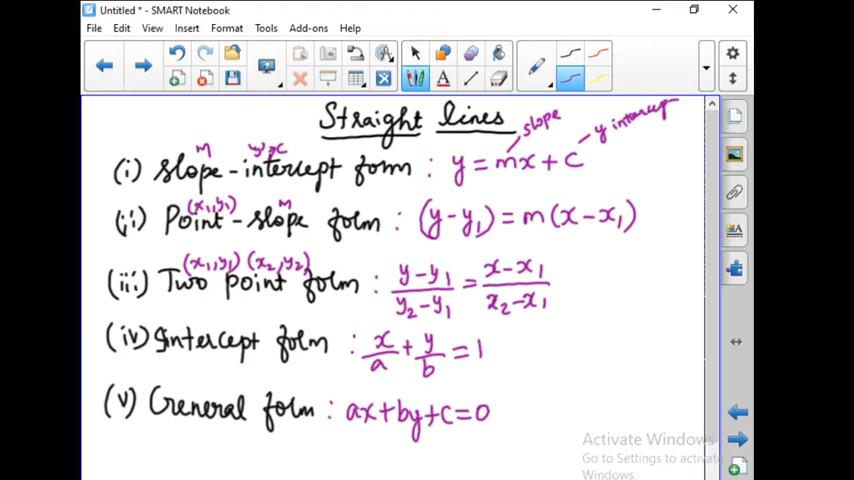 Untitled * - SMART Notebook
File Edit View Insert Format Tools Add-ons Help
Straight lines
slope
y intercept
m y=c
(i) Slope-intercept form : y = mx + c
(x₁,y₁) m
(ii) Point-slope form : (y-y₁) = m(x-x₁)
(x₁,y₁) (x₂,y₂)
(iii) Two point form : (y-y₁)/(y₂-y₁) = (x-x₁)/(x₂-x₁)
(iv) Intercept form : x/a + y/b = 1
(v) General form : ax+by+c=0
Activate Windows
Go to Settings to activate
Windows.